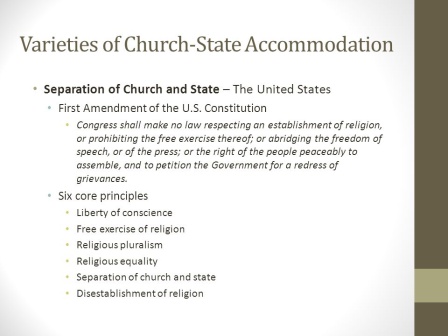 Varieties of Church-State Accommodation
• Separation of Church and State – The United States
• First Amendment of the U.S. Constitution
• Congress shall make no law respecting an establishment of religion,
or prohibiting the free exercise thereof; or abridging the freedom of
speech, or of the press; or the right of the people peaceably to
assemble, and to petition the Government for a redress of
grievances.
• Six core principles
• Liberty of conscience
• Free exercise of religion
• Religious pluralism
• Religious equality
• Separation of church and state
• Disestablishment of religion